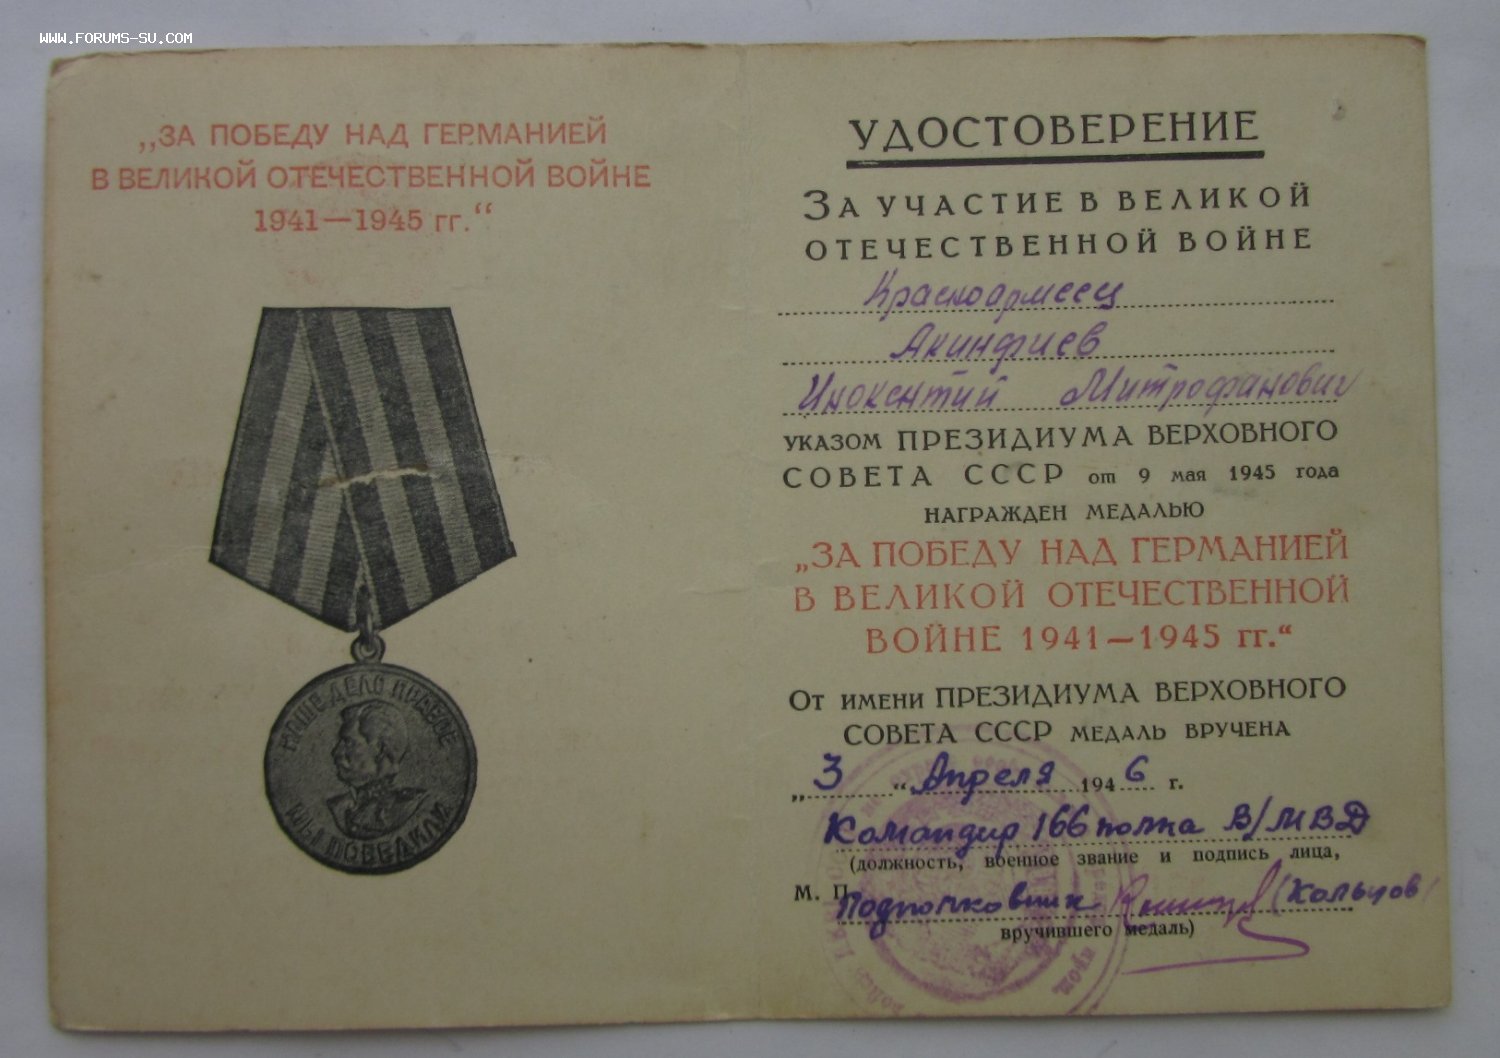 WWW.FORUMS-SU.COM
„ЗА ПОБЕДУ НАД ГЕРМАНИЕЙ
В ВЕЛИКОЙ ОТЕЧЕСТВЕННОЙ ВОЙНЕ
1941—1945 гг.“
НАШЕ ДЕЛО ПРАВОЕ
МЫ ПОБЕДИЛИ
УДОСТОВЕРЕНИЕ
ЗА УЧАСТИЕ В ВЕЛИКОЙ
ОТЕЧЕСТВЕННОЙ ВОЙНЕ
Красноармеец
Акинфиев
Инокентий Митрофанович
УКАЗОМ ПРЕЗИДИУМА ВЕРХОВНОГО
СОВЕТА СССР от 9 мая 1945 года
НАГРАЖДЕН МЕДАЛЬЮ
„ЗА ПОБЕДУ НАД ГЕРМАНИЕЙ
В ВЕЛИКОЙ ОТЕЧЕСТВЕННОЙ
ВОЙНЕ 1941—1945 гг.“
ОТ ИМЕНИ ПРЕЗИДИУМА ВЕРХОВНОГО
СОВЕТА СССР МЕДАЛЬ ВРУЧЕНА
„3“ Апреля 1946 г.
Командир 166 полка В/МВД
(должность, военное звание и подпись лица,
М. П. Подполковник (Кольцов)
вручившего медаль)